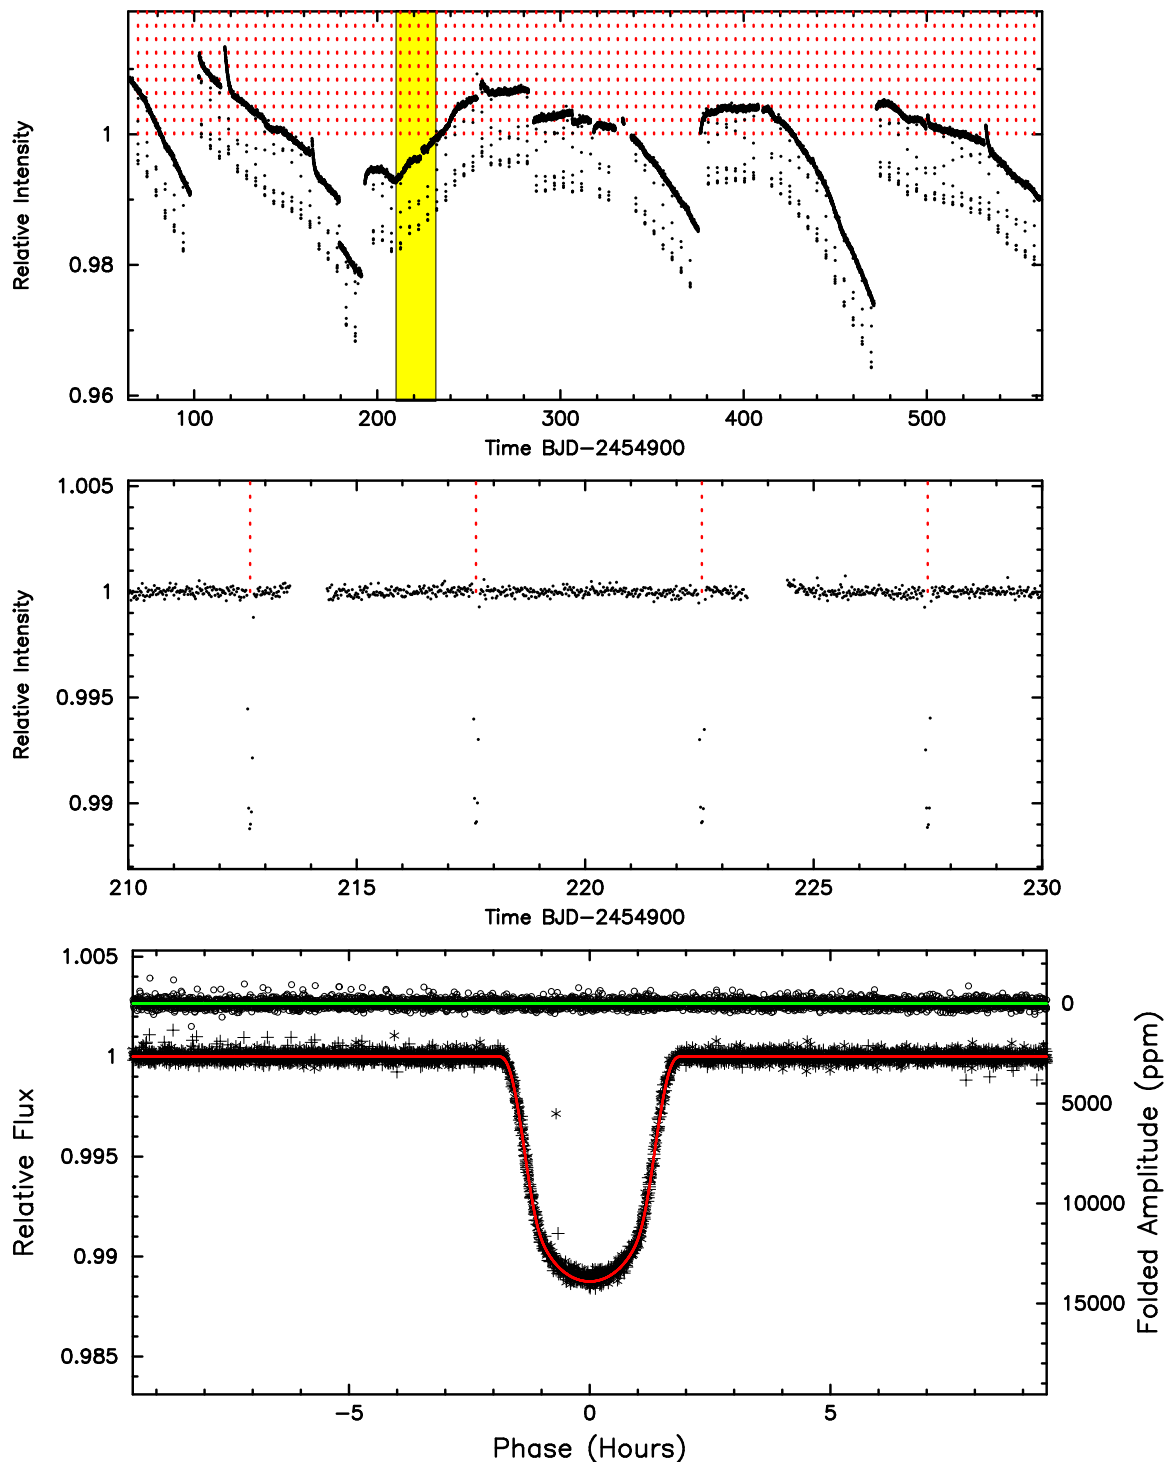 Relative Intensity
1
0.98
0.96
100 200 300 400 500
Time BJD−2454900
Relative Intensity
1.005
1
0.995
0.99
210 215 220 225 230
Time BJD−2454900
Relative Flux
1.005
1
0.995
0.99
0.985
0
5000
10000
15000
Folded Amplitude (ppm)
−5 0 5
Phase (Hours)